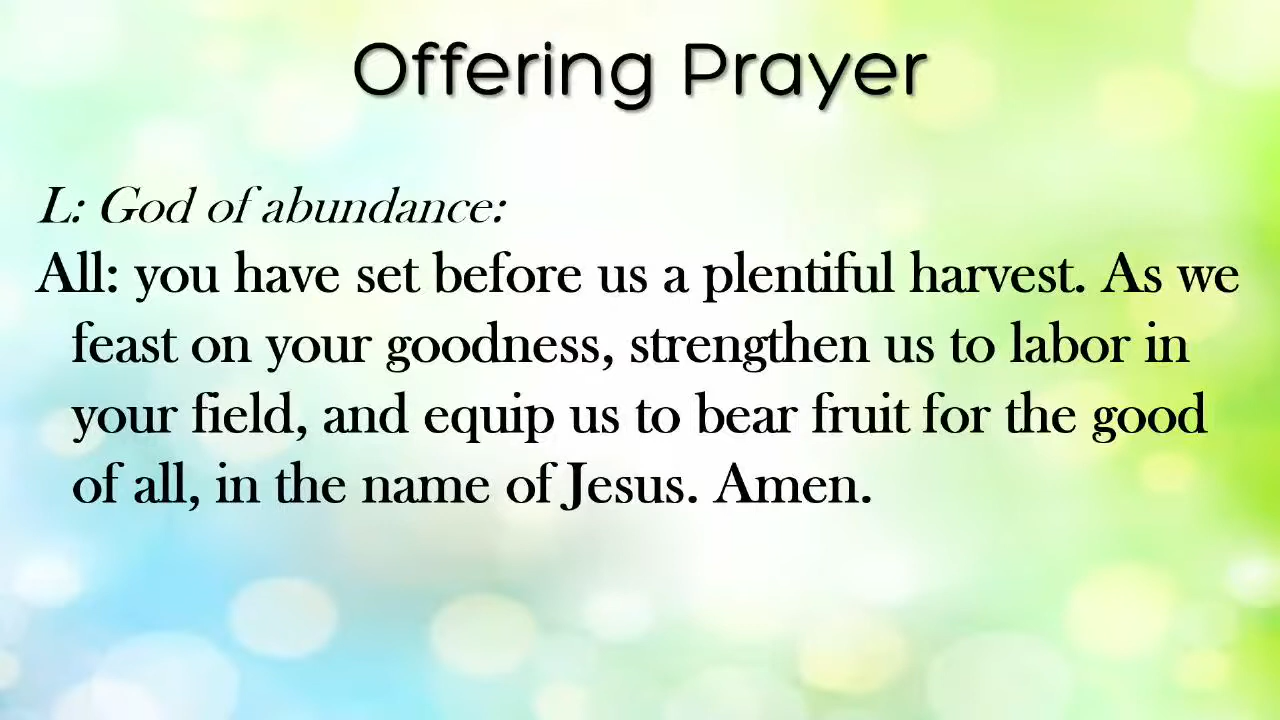 Offering Prayer
L: God of abundance:
All: you have set before us a plentiful harvest. As we
feast on your goodness, strengthen us to labor in
your field, and equip us to bear fruit for the good
of all, in the name of Jesus. Amen.